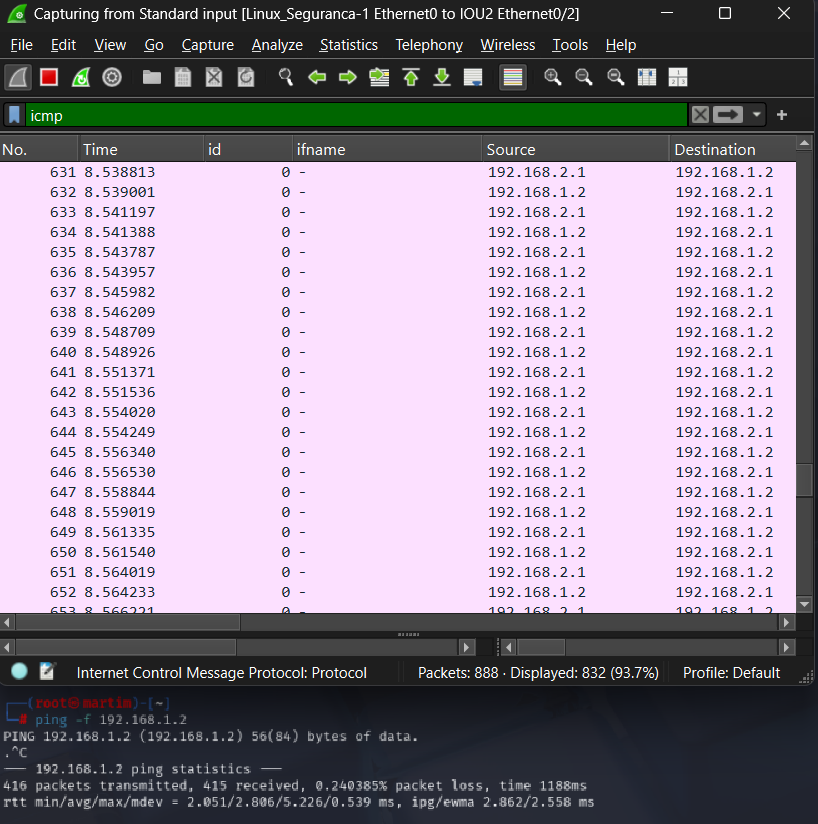 Capturing from Standard input [Linux_Seguranca-1 Ethernet0 to IOU2 Ethernet0/2]
File Edit View Go Capture Analyze Statistics Telephony Wireless Tools Help
icmp
No. Time id ifname Source Destination
631 8.538813 0 - 192.168.2.1 192.168.1.2
632 8.539001 0 - 192.168.1.2 192.168.2.1
633 8.541197 0 - 192.168.2.1 192.168.1.2
634 8.541388 0 - 192.168.1.2 192.168.2.1
635 8.543787 0 - 192.168.2.1 192.168.1.2
636 8.543957 0 - 192.168.1.2 192.168.2.1
637 8.545982 0 - 192.168.2.1 192.168.1.2
638 8.546209 0 - 192.168.1.2 192.168.2.1
639 8.548709 0 - 192.168.2.1 192.168.1.2
640 8.548926 0 - 192.168.1.2 192.168.2.1
641 8.551371 0 - 192.168.2.1 192.168.1.2
642 8.551536 0 - 192.168.1.2 192.168.2.1
643 8.554020 0 - 192.168.2.1 192.168.1.2
644 8.554249 0 - 192.168.1.2 192.168.2.1
645 8.556340 0 - 192.168.2.1 192.168.1.2
646 8.556530 0 - 192.168.1.2 192.168.2.1
647 8.558844 0 - 192.168.2.1 192.168.1.2
648 8.559019 0 - 192.168.1.2 192.168.2.1
649 8.561335 0 - 192.168.2.1 192.168.1.2
650 8.561540 0 - 192.168.1.2 192.168.2.1
651 8.564019 0 - 192.168.2.1 192.168.1.2
652 8.564233 0 - 192.168.1.2 192.168.2.1
653 8.566221 0 - 192.168.2.1 192.168.1.2
Internet Control Message Protocol: Protocol Packets: 888 · Displayed: 832 (93.7%) Profile: Default
(root@martim)-[~]
# ping -f 192.168.1.2
PING 192.168.1.2 (192.168.1.2) 56(84) bytes of data.
.^C
— 192.168.1.2 ping statistics —
416 packets transmitted, 415 received, 0.240385% packet loss, time 1188ms
rtt min/avg/max/mdev = 2.051/2.806/5.226/0.539 ms, ipg/ewma 2.862/2.558 ms